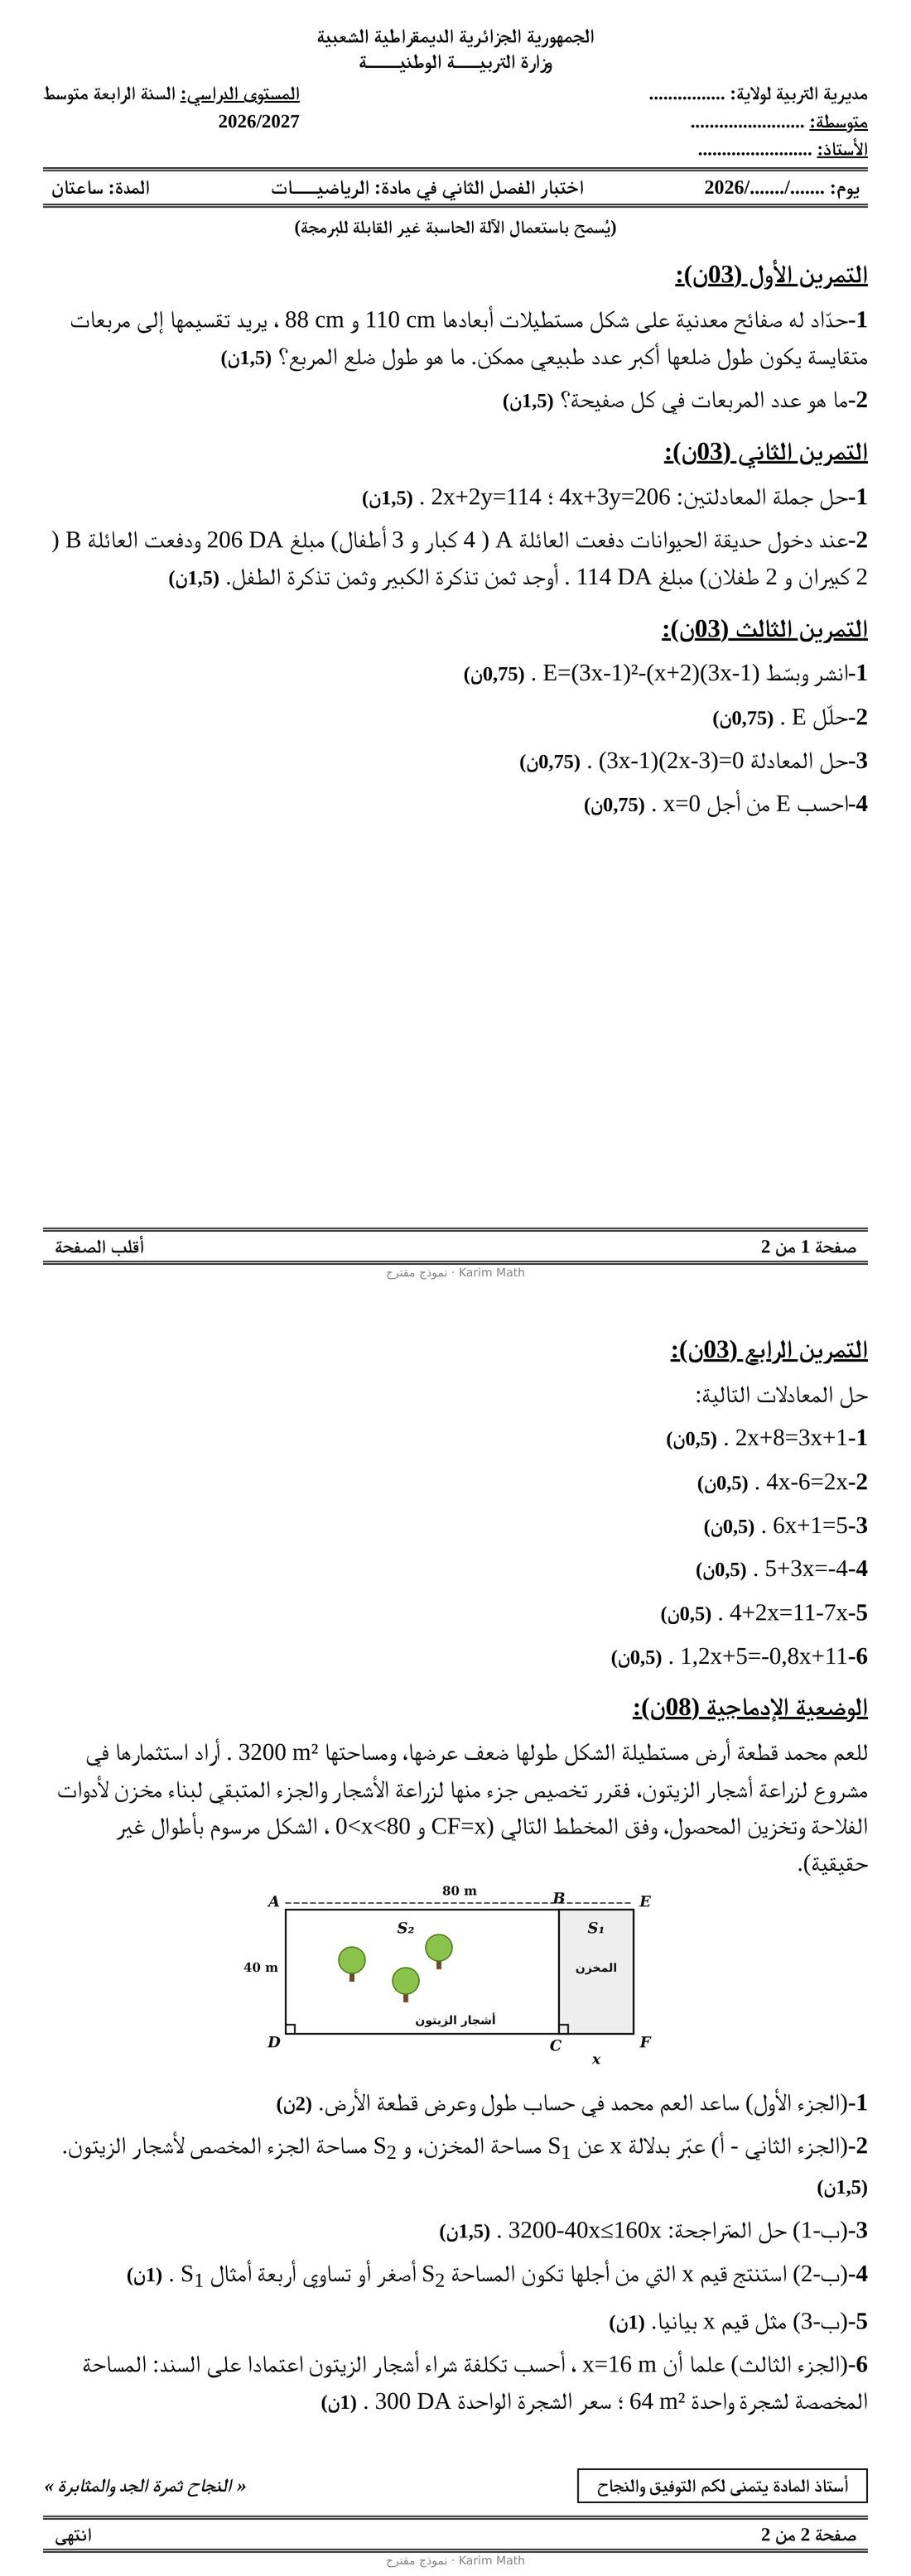 الجمهورية الجزائرية الديمقراطية الشعبية
وزارة التربيـــــة الوطنيـــــــة
مديرية التربية لولاية: ................
المستوى الدراسي: السنة الرابعة متوسط
متوسطة: ........................
2026/2027
الأستاذ: ........................
يوم: ......./......./2026
اختبار الفصل الثاني في مادة: الرياضيـــــات
المدة: ساعتان
(يُسمح باستعمال الآلة الحاسبة غير القابلة للبرمجة)
التمرين الأول (03ن):
1-حدّاد له صفائح معدنية على شكل مستطيلات أبعادها 110 cm و 88 cm ، يريد تقسيمها إلى مربعات
متقايسة يكون طول ضلعها أكبر عدد طبيعي ممكن. ما هو طول ضلع المربع؟ (1,5ن)
2-ما هو عدد المربعات في كل صفيحة؟ (1,5ن)
التمرين الثاني (03ن):
1-حل جملة المعادلتين: 4x+3y=206 ؛ 2x+2y=114 . (1,5ن)
2-عند دخول حديقة الحيوانات دفعت العائلة A ( 4 كبار و 3 أطفال) مبلغ 206 DA ودفعت العائلة B (
2 كبيران و 2 طفلان) مبلغ 114 DA . أوجد ثمن تذكرة الكبير وثمن تذكرة الطفل. (1,5ن)
التمرين الثالث (03ن):
1-انشر وبسّط E=(3x-1)²-(x+2)(3x-1) . (0,75ن)
2-حلّل E . (0,75ن)
3-حل المعادلة (3x-1)(2x-3)=0 . (0,75ن)
4-احسب E من أجل x=0 . (0,75ن)
صفحة 1 من 2
أقلب الصفحة
Karim Math · نموذج مقترح
التمرين الرابع (03ن):
حل المعادلات التالية:
1-2x+8=3x+1 . (0,5ن)
2-4x-6=2x . (0,5ن)
3-6x+1=5 . (0,5ن)
4-5+3x=-4 . (0,5ن)
5-4+2x=11-7x . (0,5ن)
6-1,2x+5=-0,8x+11 . (0,5ن)
الوضعية الإدماجية (08ن):
للعم محمد قطعة أرض مستطيلة الشكل طولها ضعف عرضها، ومساحتها 3200 m² . أراد استثمارها في
مشروع لزراعة أشجار الزيتون، فقرر تخصيص جزء منها لزراعة الأشجار والجزء المتبقي لبناء مخزن لأدوات
الفلاحة وتخزين المحصول، وفق المخطط التالي (CF=x و 0<x<80 ، الشكل مرسوم بأطوال غير
حقيقية).
80 m
A
B
E
S₂
S₁
40 m
المخزن
أشجار الزيتون
D
C
F
x
1-(الجزء الأول) ساعد العم محمد في حساب طول وعرض قطعة الأرض. (2ن)
2-(الجزء الثاني - أ) عبّر بدلالة x عن S₁ مساحة المخزن، و S₂ مساحة الجزء المخصص لأشجار الزيتون.
(1,5ن)
3-(ب-1) حل المتراجحة: 3200-40x≤160x . (1,5ن)
4-(ب-2) استنتج قيم x التي من أجلها تكون المساحة S₂ أصغر أو تساوي أربعة أمثال S₁ . (1ن)
5-(ب-3) مثل قيم x بيانيا. (1ن)
6-(الجزء الثالث) علما أن x=16 m ، أحسب تكلفة شراء أشجار الزيتون اعتمادا على السند: المساحة
المخصصة لشجرة واحدة 64 m² ؛ سعر الشجرة الواحدة 300 DA . (1ن)
أستاذ المادة يتمنى لكم التوفيق والنجاح
« النجاح ثمرة الجد والمثابرة »
صفحة 2 من 2
انتهى
Karim Math · نموذج مقترح